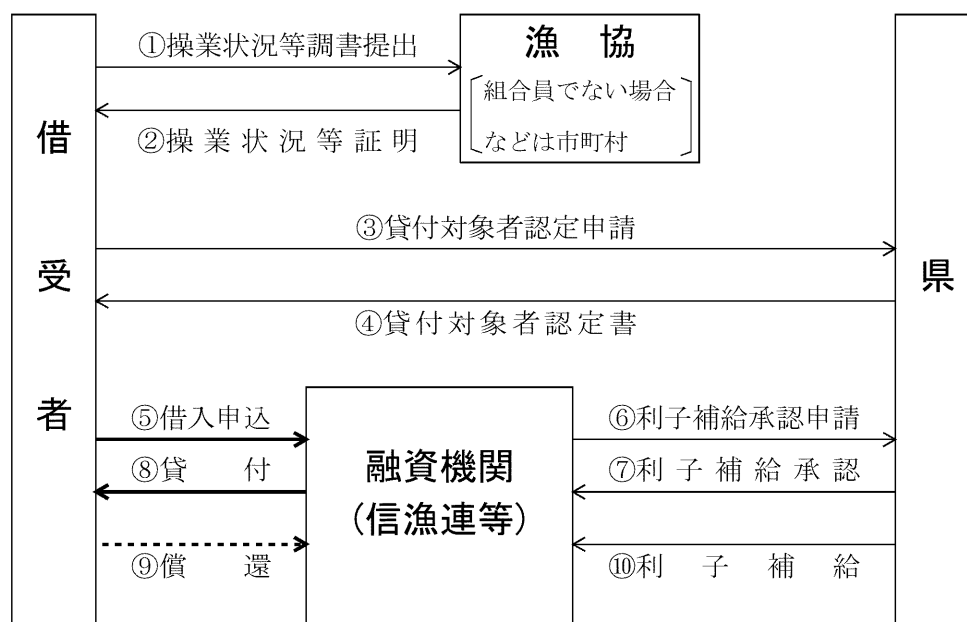 ①操業状況等調書提出
漁協
組合員でない場合
などは市町村
②操業状況等証明
借受者
③貸付対象者認定申請
県
④貸付対象者認定書
⑤借入申込
⑥利子補給承認申請
融資機関
(信漁連等)
⑧貸付
⑦利子補給承認
⑨償還
⑩利子補給